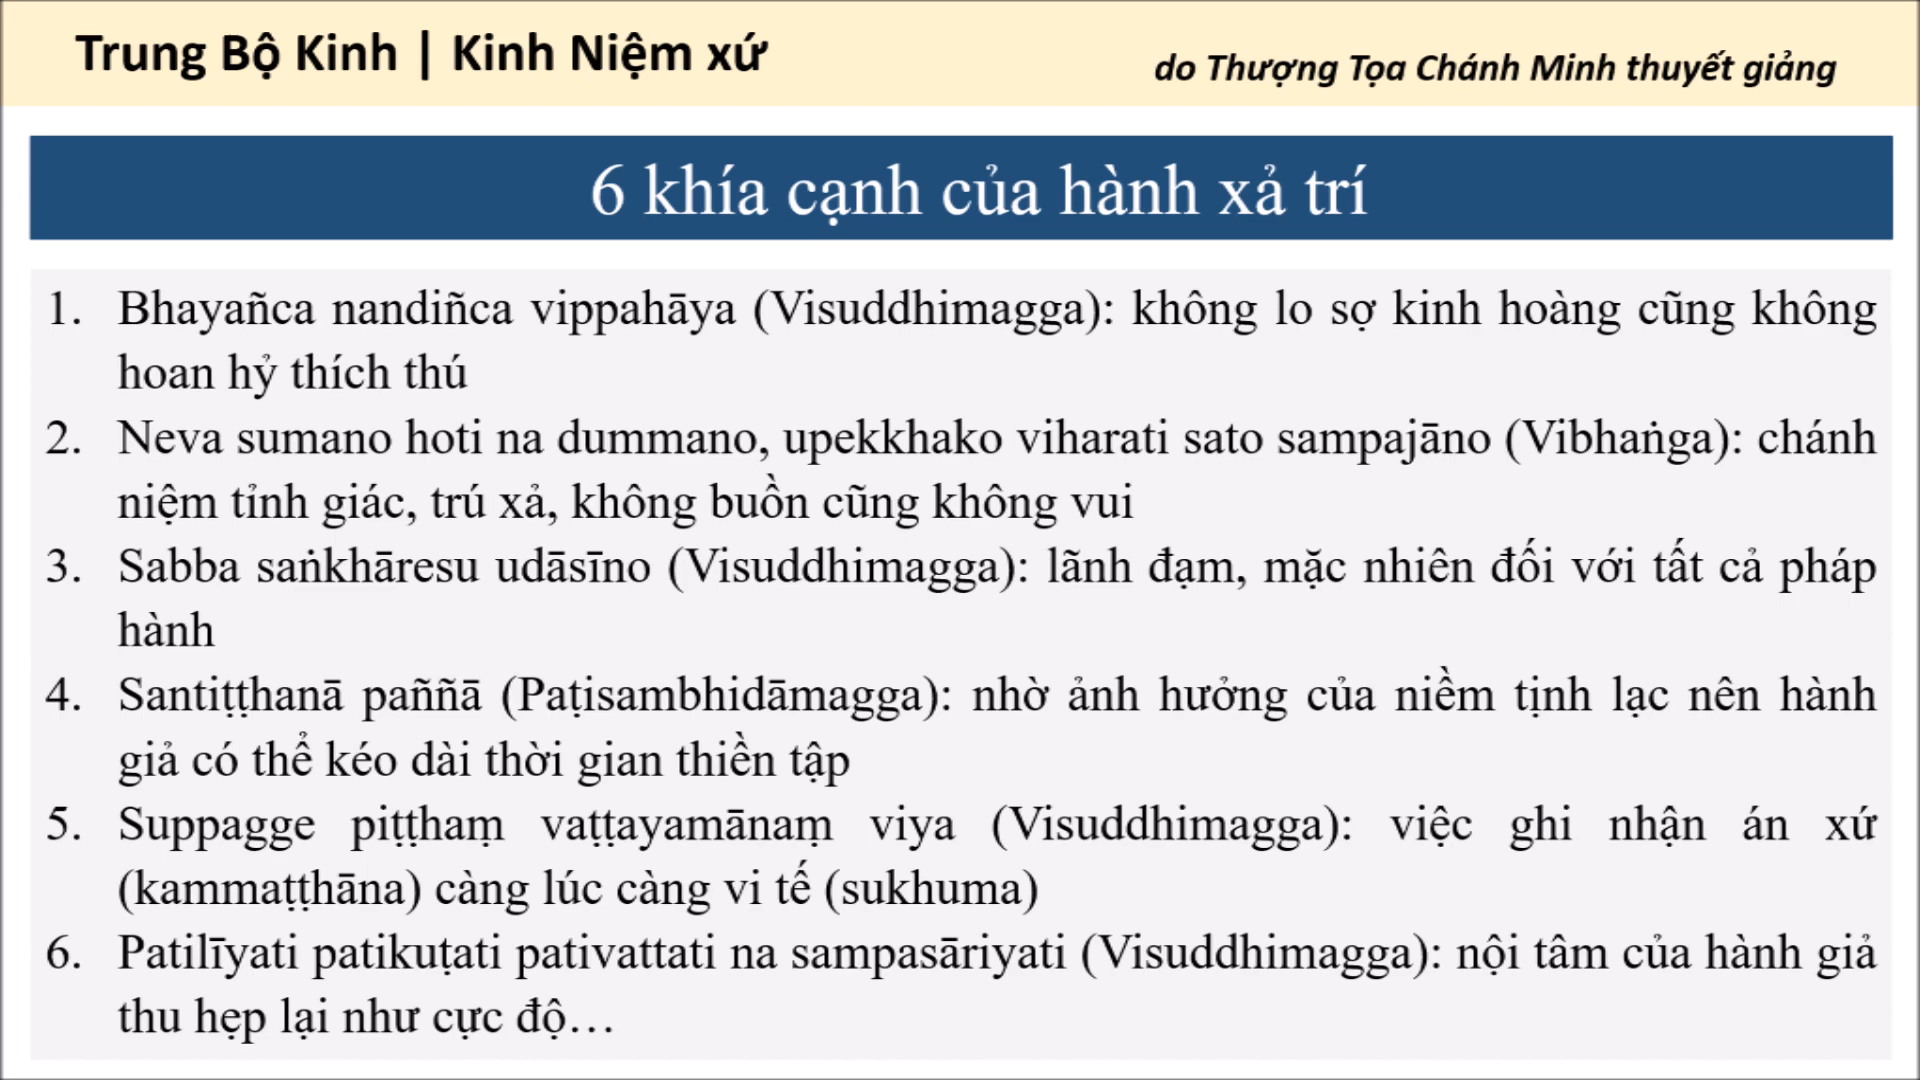 Trung Bộ Kinh | Kinh Niệm xứ
do Thượng Tọa Chánh Minh thuyết giảng
6 khía cạnh của hành xả trí
1. Bhayañca nandiñca vippahāya (Visuddhimagga): không lo sợ kinh hoàng cũng không
hoan hỷ thích thú
2. Neva sumano hoti na dummano, upekkhako viharati sato sampajāno (Vibhaṅga): chánh
niệm tỉnh giác, trú xả, không buồn cũng không vui
3. Sabba saṅkhāresu udāsīno (Visuddhimagga): lãnh đạm, mặc nhiên đối với tất cả pháp
hành
4. Santiṭṭhanā paññā (Paṭisambhidāmagga): nhờ ảnh hưởng của niềm tịnh lạc nên hành
giả có thể kéo dài thời gian thiền tập
5. Suppagge piṭṭhaṃ vaṭṭayamānaṃ viya (Visuddhimagga): việc ghi nhận án xứ
(kammaṭṭhāna) càng lúc càng vi tế (sukhuma)
6. Patilīyati patikuṭati pativattati na sampasāriyati (Visuddhimagga): nội tâm của hành giả
thu hẹp lại như cực độ…